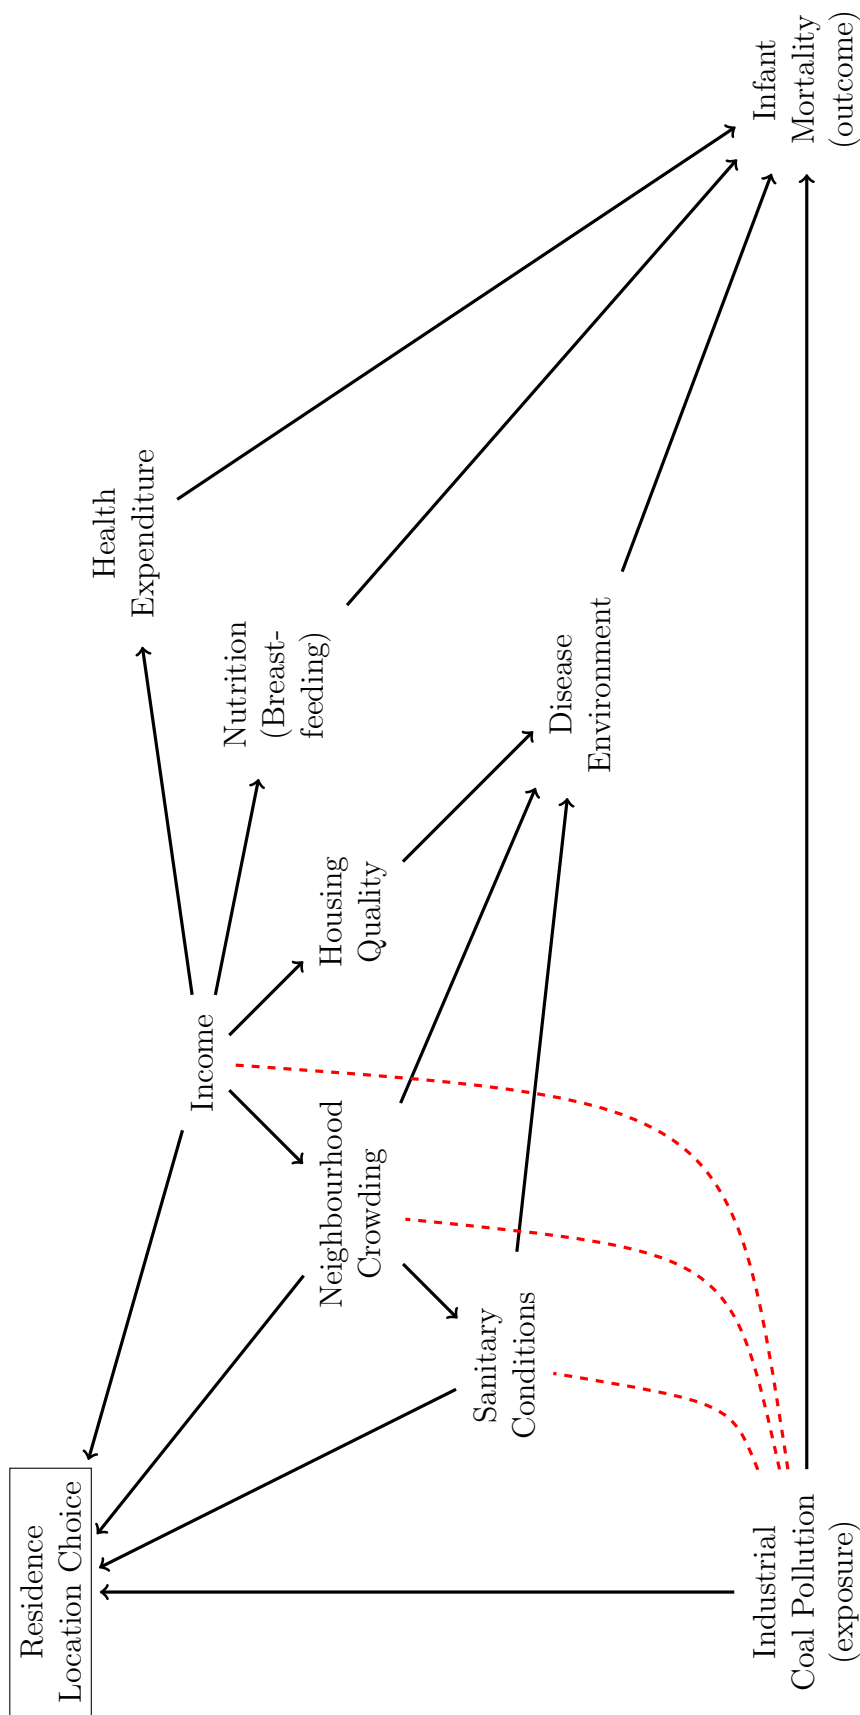 Residence
Location Choice
Income
Health
Expenditure
Nutrition
(Breast-
feeding)
Neighbourhood
Crowding
Housing
Quality
Sanitary
Conditions
Disease
Environment
Industrial
Coal Pollution
(exposure)
Infant
Mortality
(outcome)